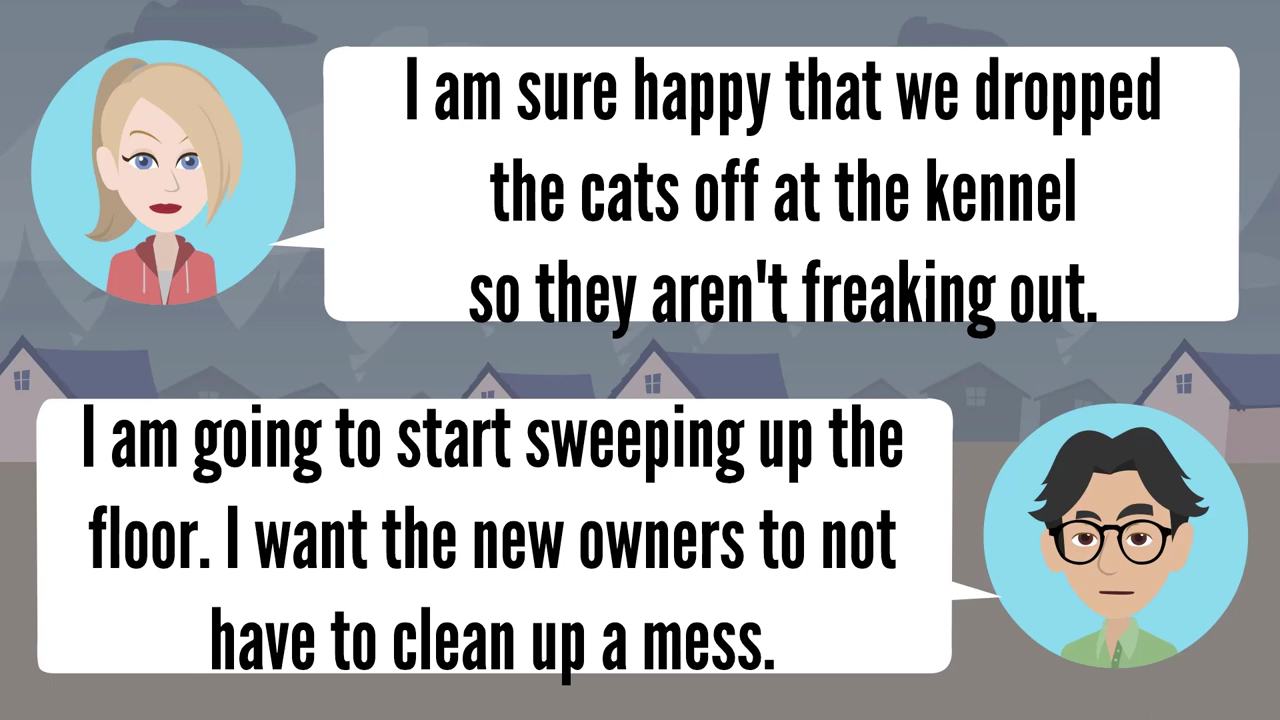 I am sure happy that we dropped
the cats off at the kennel
so they aren't freaking out.
I am going to start sweeping up the
floor. I want the new owners to not
have to clean up a mess.